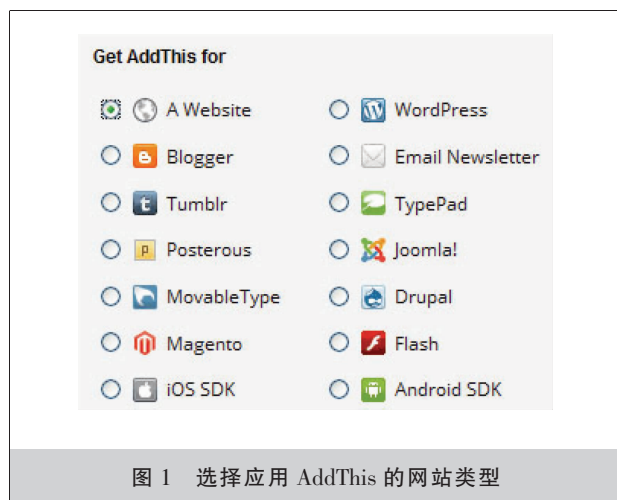 Get AddThis for
A Website
WordPress
Blogger
Email Newsletter
Tumblr
TypePad
Posterous
Joomla!
MovableType
Drupal
Magento
Flash
iOS SDK
Android SDK
图 1 选择应用 AddThis 的网站类型